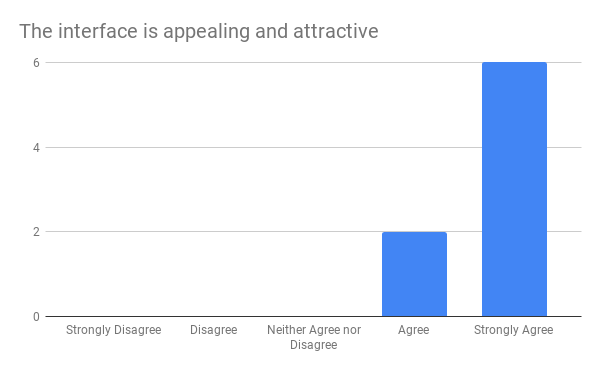 The interface is appealing and attractive
6
4
2
0
Strongly Disagree
Disagree
Neither Agree nor
Disagree
Agree
Strongly Agree